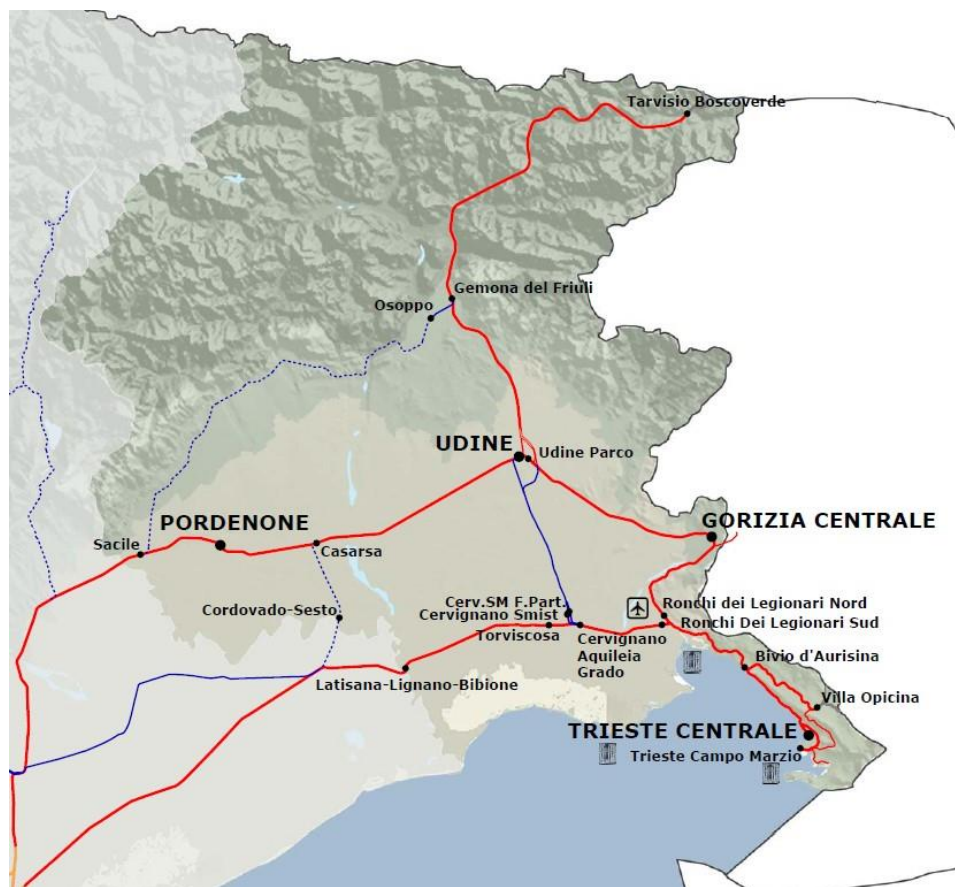 Tarvisio Boscoverde
Gemona del Friuli
Osoppo
UDINE
Udine Parco
PORDENONE
GORIZIA CENTRALE
Sacile
Casarsa
Cordovado-Sesto
Cerv.SM F.Part.
Cervignano Smist
Torviscosa
Ronchi dei Legionari Nord
Ronchi Dei Legionari Sud
Cervignano
Aquileia
Grado
Bivio d'Aurisina
Latisana-Lignano-Bibione
Villa Opicina
TRIESTE CENTRALE
Trieste Campo Marzio